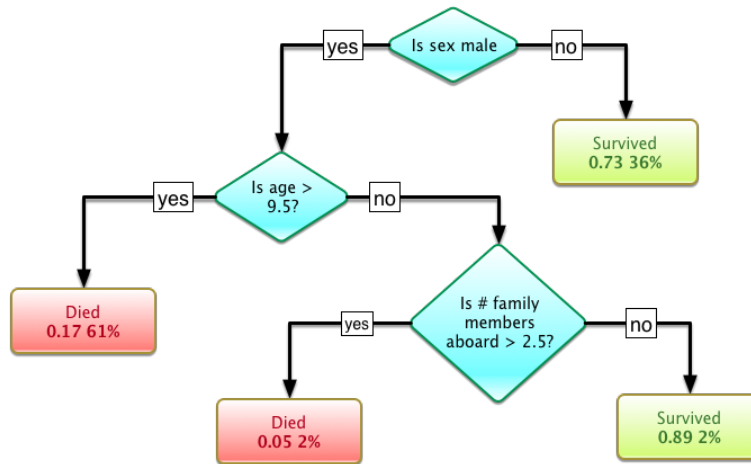 yes
Is sex male
no
Survived
0.73 36%
yes
Is age >
9.5?
no
Died
0.17 61%
yes
Is # family
members
aboard > 2.5?
no
Died
0.05 2%
Survived
0.89 2%